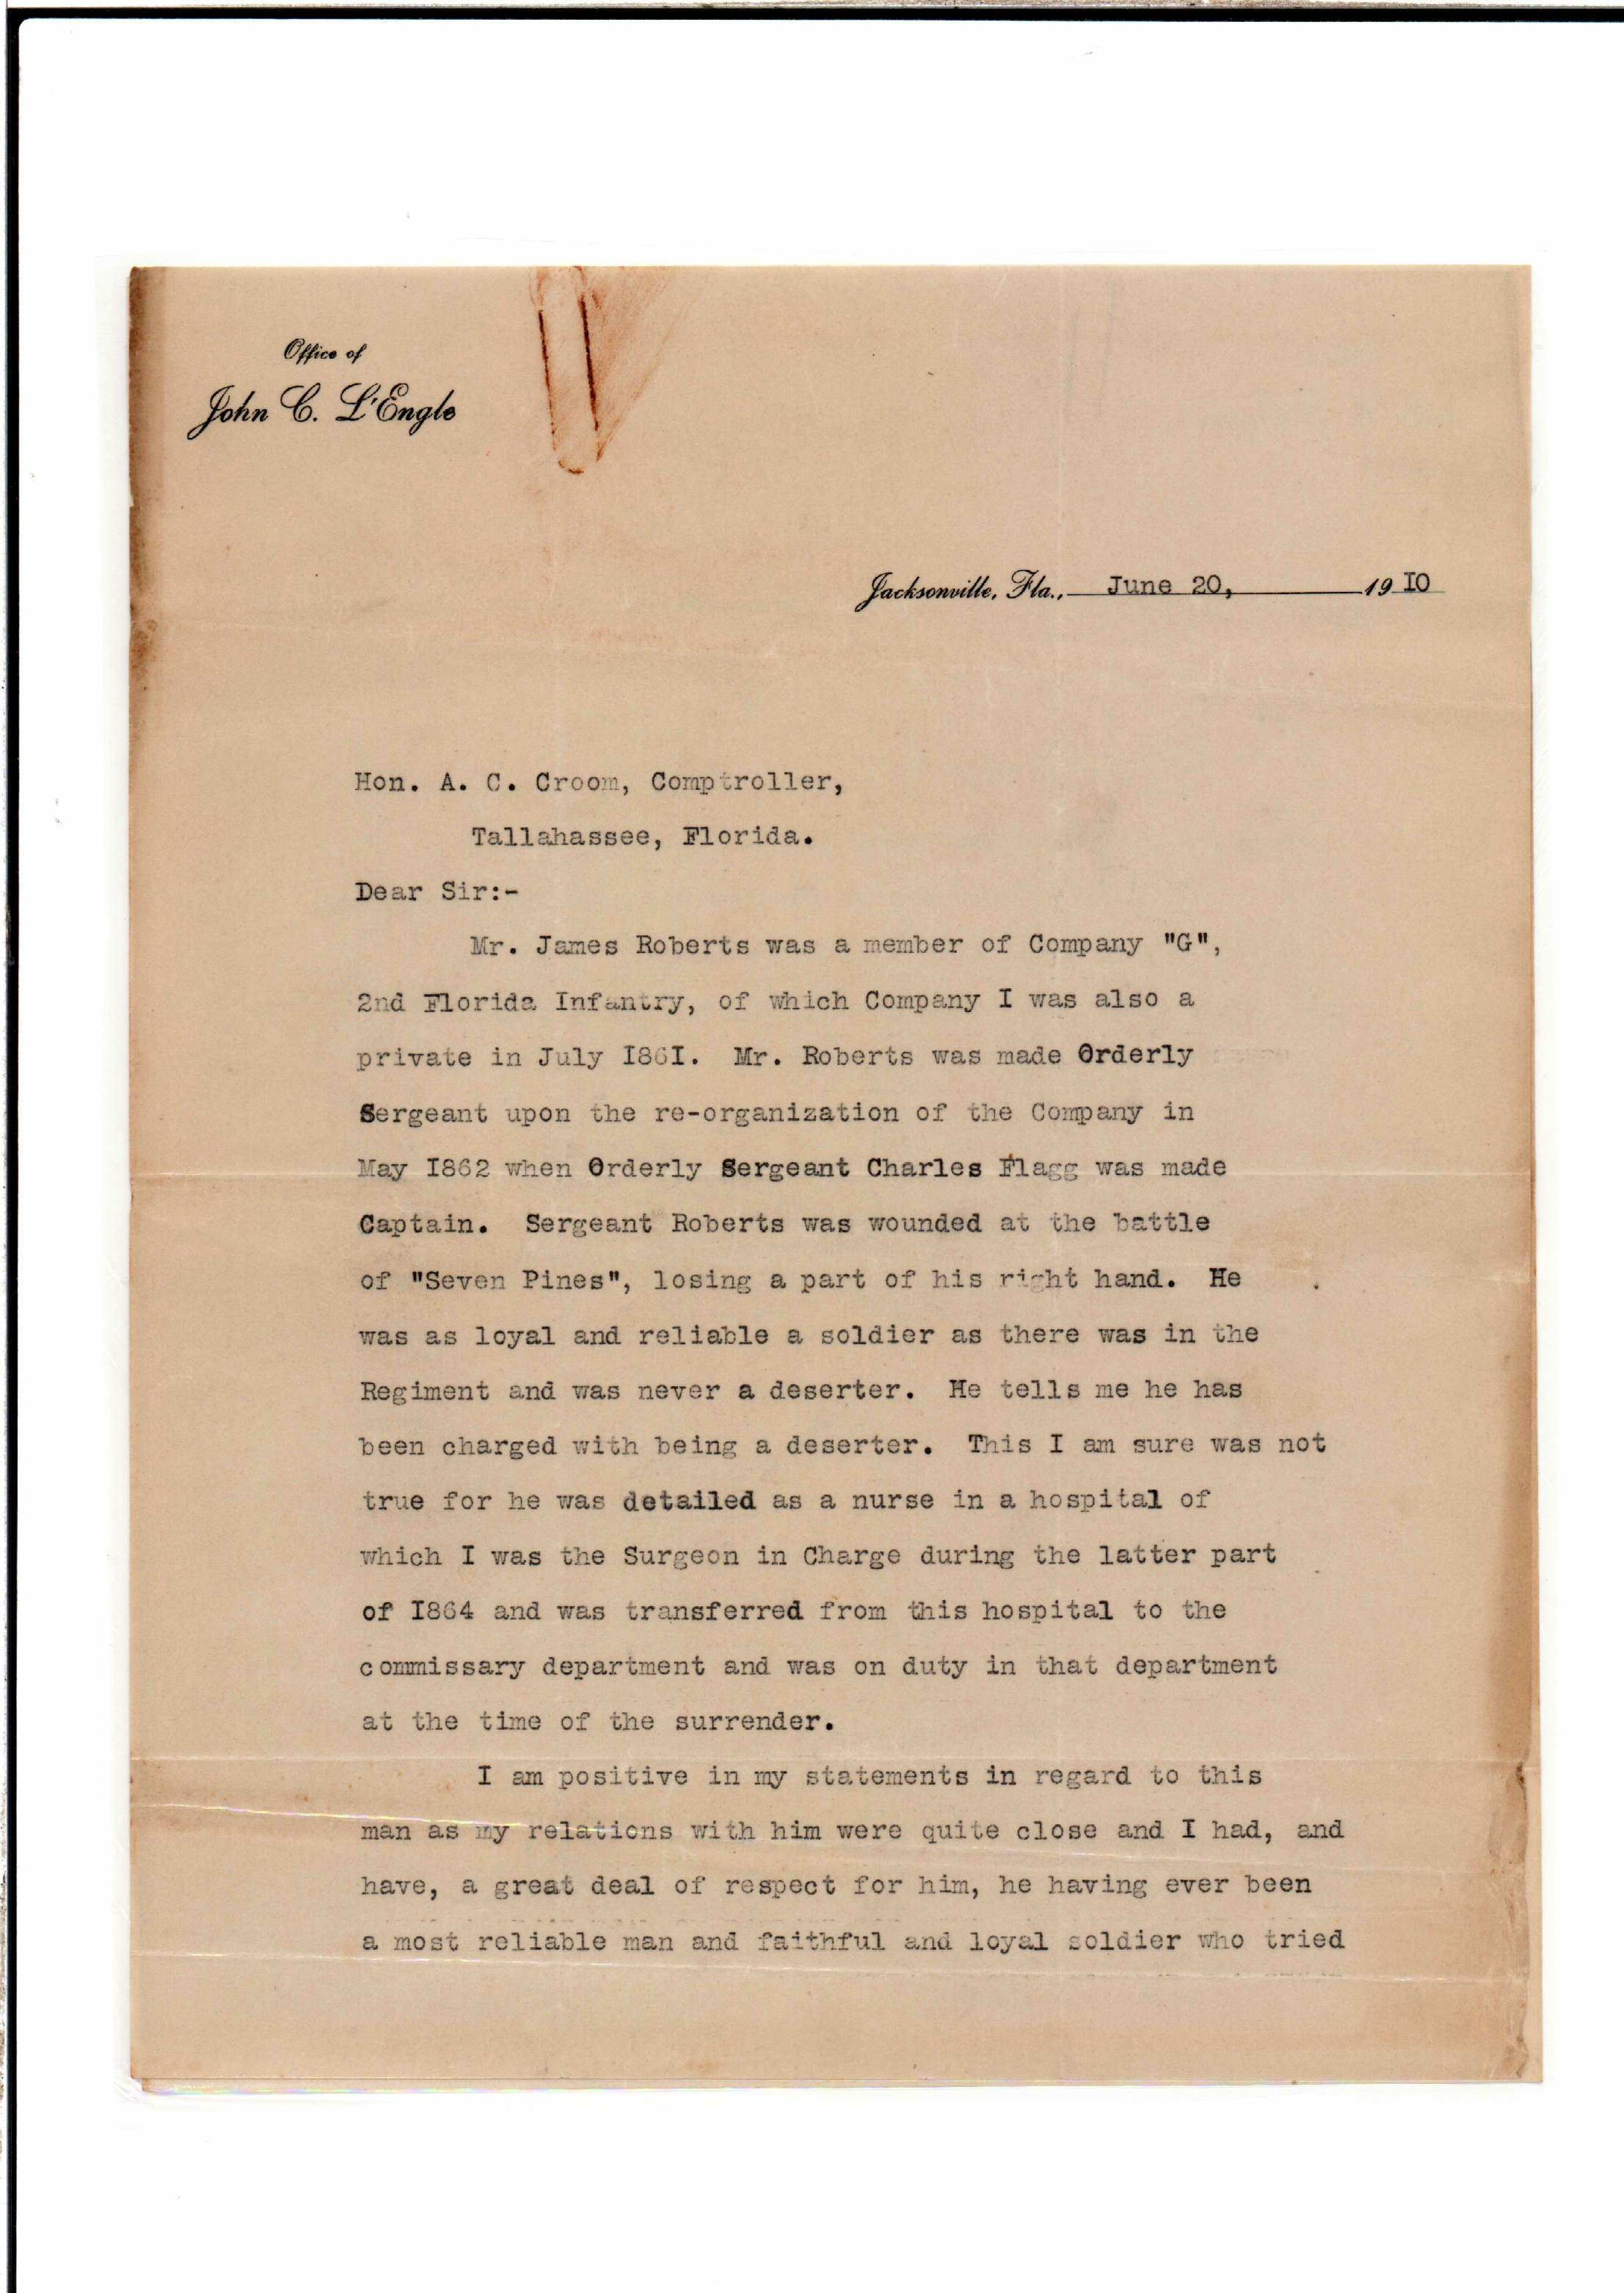 Office of
John C. L'Engle
Jacksonville, Fla., June 20, 1910
Hon. A. C. Croom, Comptroller,
Tallahassee, Florida.
Dear Sir:-
Mr. James Roberts was a member of Company "G",
2nd Florida Infantry, of which Company I was also a
private in July I86I. Mr. Roberts was made Orderly
Sergeant upon the re-organization of the Company in
May I862 when Orderly Sergeant Charles Flagg was made
Captain. Sergeant Roberts was wounded at the battle
of "Seven Pines", losing a part of his right hand. He
was as loyal and reliable a soldier as there was in the
Regiment and was never a deserter. He tells me he has
been charged with being a deserter. This I am sure was not
true for he was detailed as a nurse in a hospital of
which I was the Surgeon in Charge during the latter part
of I864 and was transferred from this hospital to the
commissary department and was on duty in that department
at the time of the surrender.
I am positive in my statements in regard to this
man as my relations with him were quite close and I had, and
have, a great deal of respect for him, he having ever been
a most reliable man and faithful and loyal soldier who tried